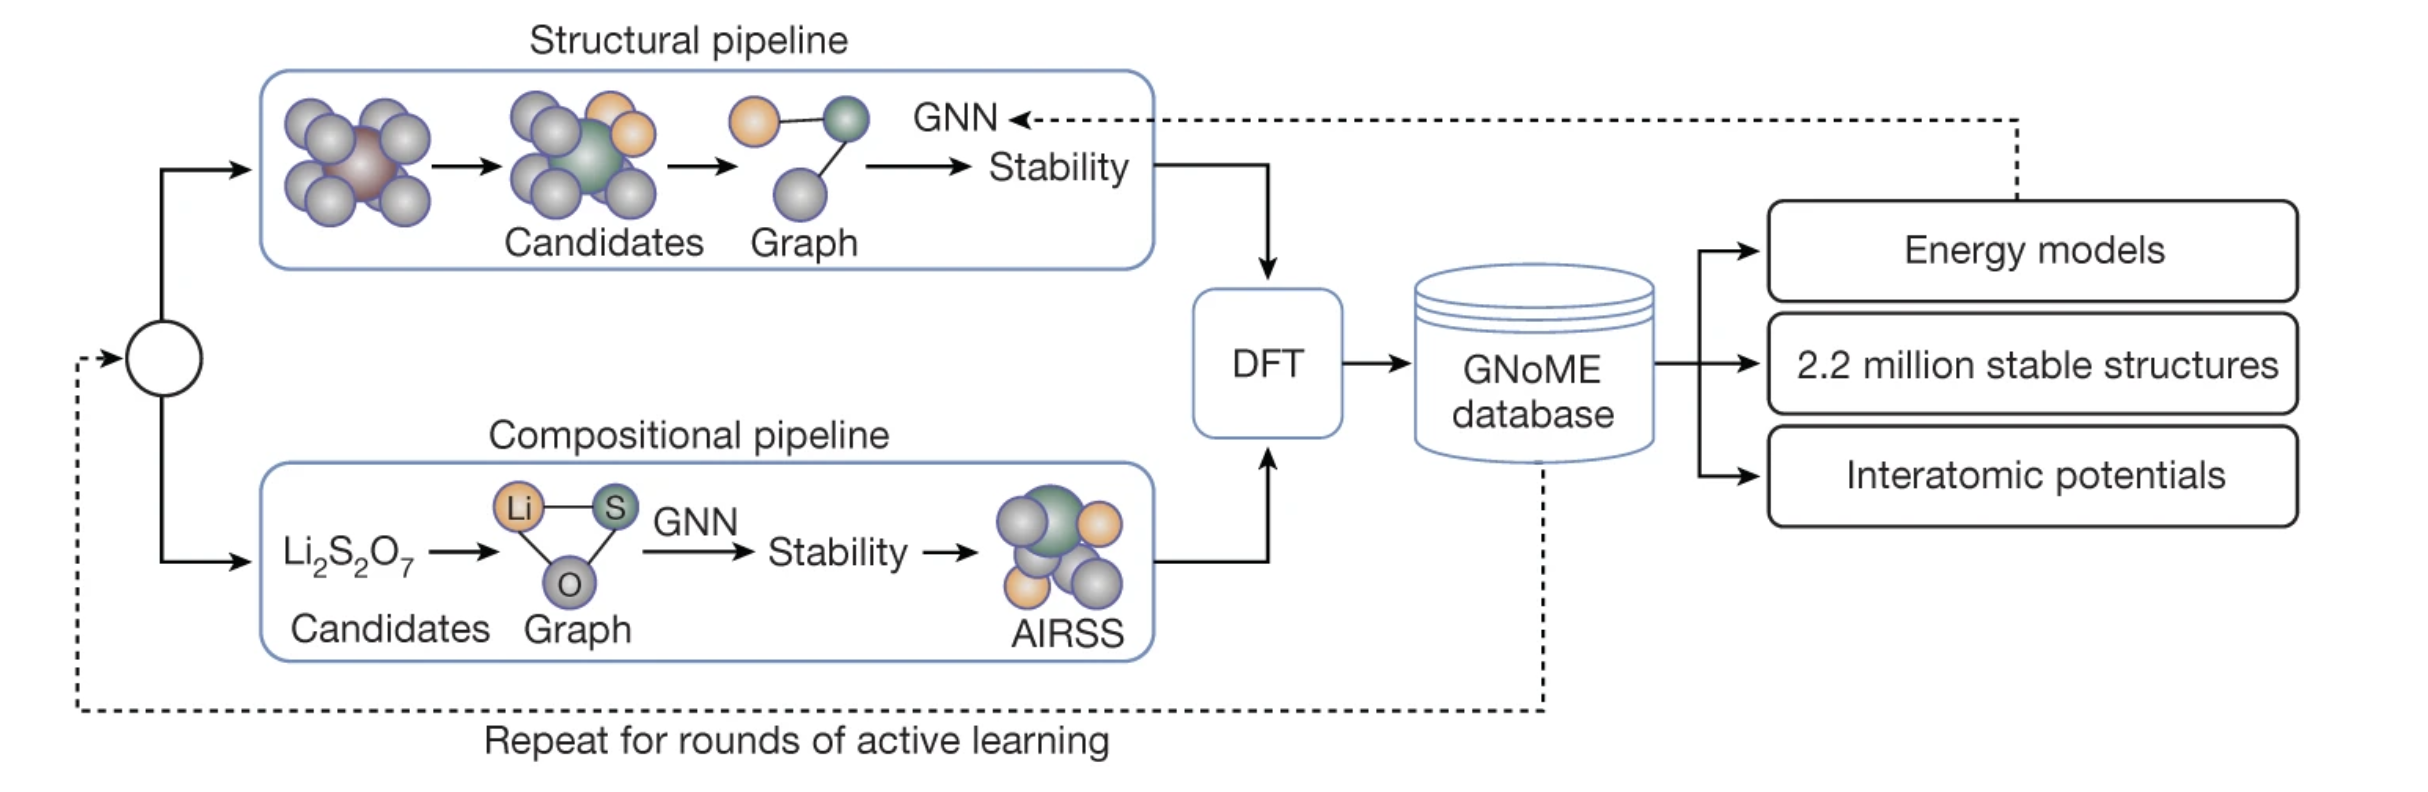 Structural pipeline
GNN
Stability
Candidates
Graph
Compositional pipeline
Li₂S₂O₇
Li
S
O
GNN
Stability
Candidates
Graph
AIRSS
DFT
GNoME
database
Energy models
2.2 million stable structures
Interatomic potentials
Repeat for rounds of active learning